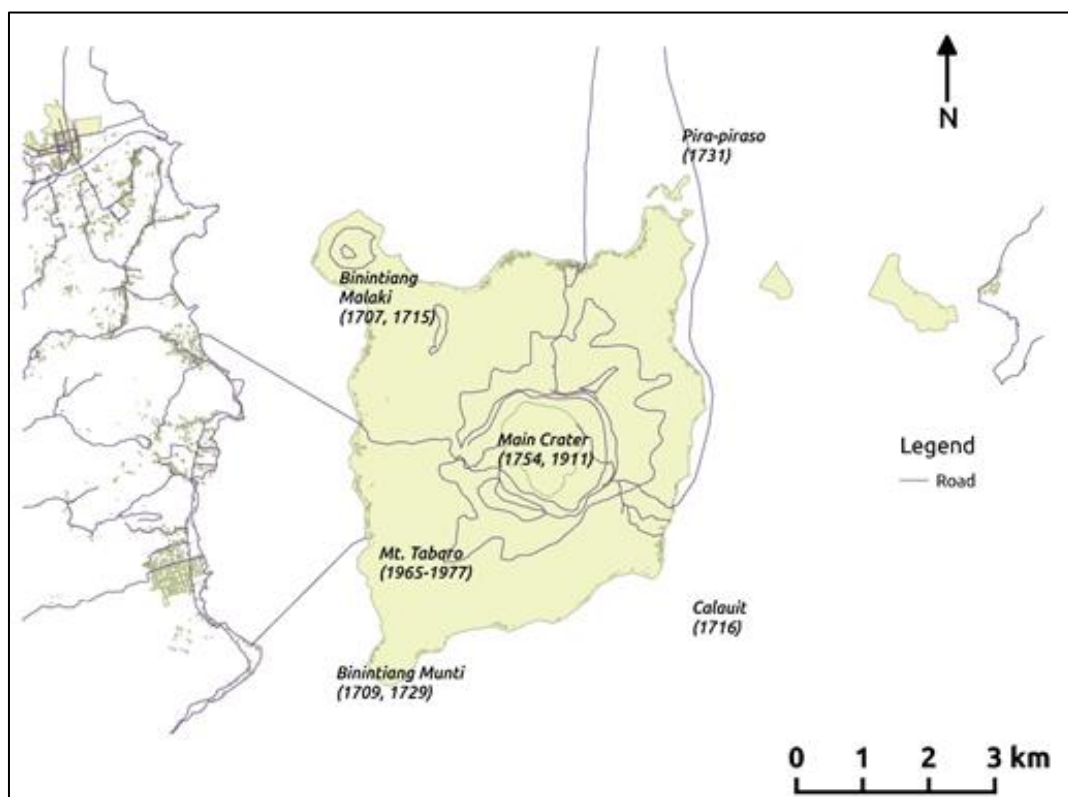 N
Pira-piraso
(1731)
Binintiang
Malaki
(1707, 1715)
Main Crater
(1754, 1911)
Legend
Road
Mt. Tabaro
(1965-1977)
Calauit
(1716)
Binintiang Munti
(1709, 1729)
0 1 2 3 km